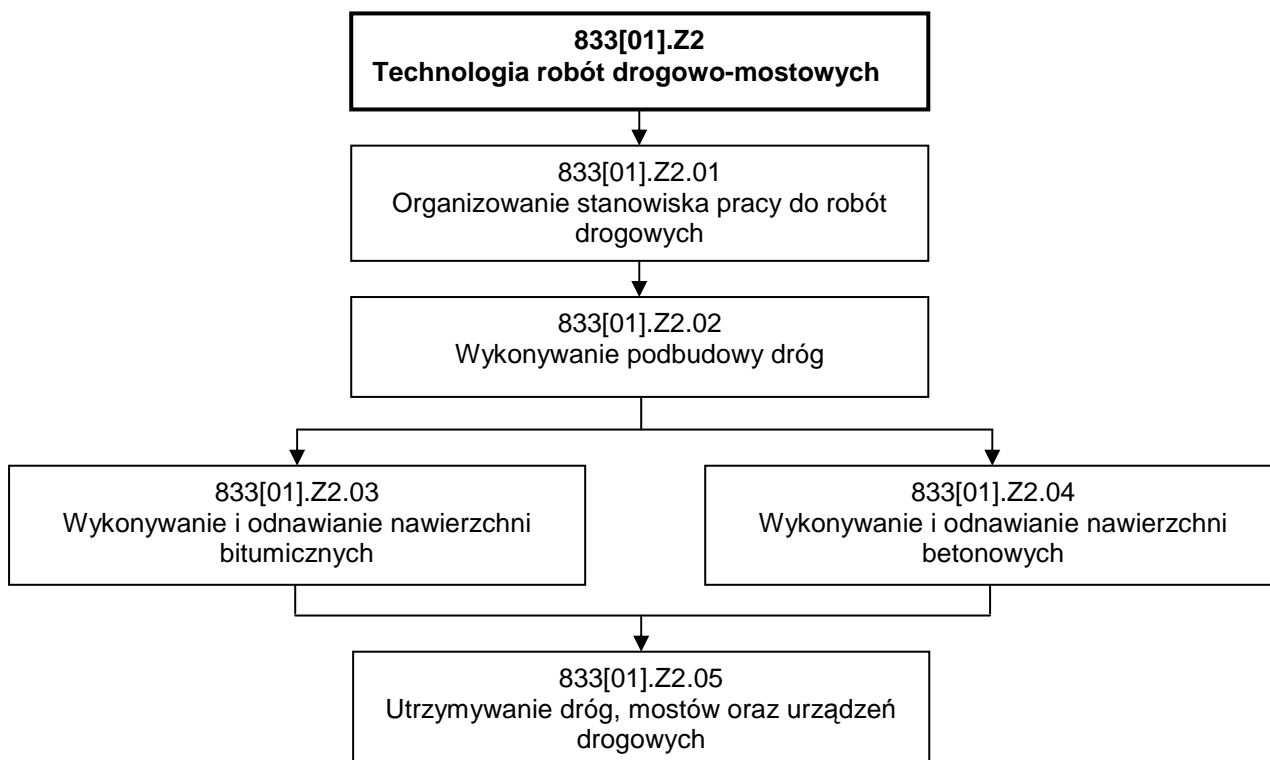 833[01].Z2
Technologia robót drogowo-mostowych
833[01].Z2.01
Organizowanie stanowiska pracy do robót
drogowych
833[01].Z2.02
Wykonywanie podbudowy dróg
833[01].Z2.03
Wykonywanie i odnawianie nawierzchni
bitumicznych
833[01].Z2.04
Wykonywanie i odnawianie nawierzchni
betonowych
833[01].Z2.05
Utrzymywanie dróg, mostów oraz urządzeń
drogowych